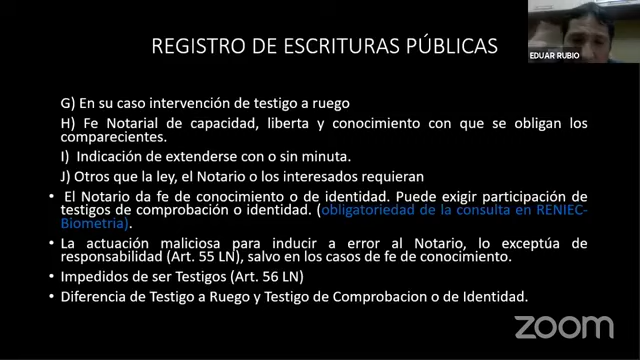 EDUAR RUBIO
REGISTRO DE ESCRITURAS PÚBLICAS
G) En su caso intervención de testigo a ruego
H) Fe Notarial de capacidad, liberta y conocimiento con que se obligan los
comparecientes.
I) Indicación de extenderse con o sin minuta.
J) Otros que la ley, el Notario o los interesados requieran
• El Notario da fe de conocimiento o de identidad. Puede exigir participación de
testigos de comprobación o identidad. (obligatoriedad de la consulta en RENIEC-
Biometria).
• La actuación maliciosa para inducir a error al Notario, lo exceptúa de
responsabilidad (Art. 55 LN), salvo en los casos de fe de conocimiento.
• Impedidos de ser Testigos (Art. 56 LN)
• Diferencia de Testigo a Ruego y Testigo de Comprobacion o de Identidad.
zoom